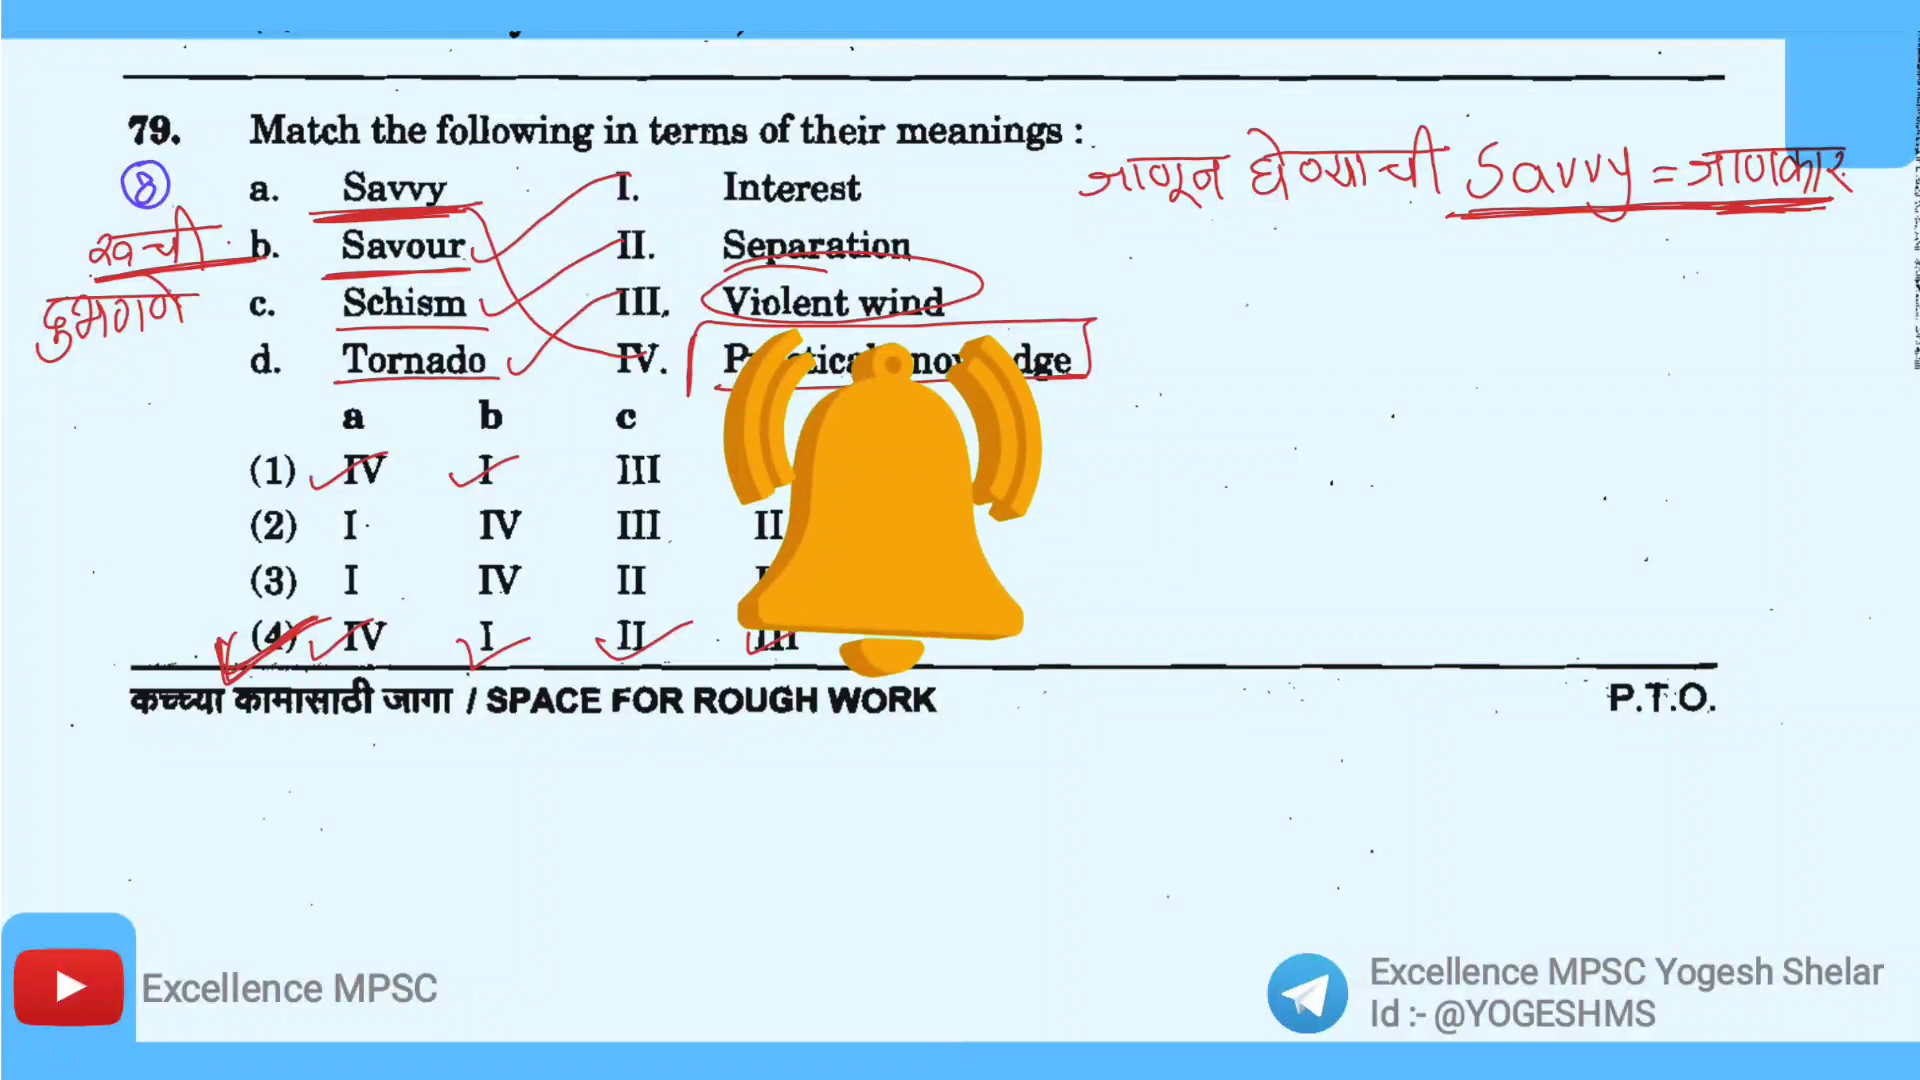 79. Match the following in terms of their meanings :
8
a. Savvy I. Interest
जाणून घेण्याची Savvy = जाणकार
b. Savour II. Separation
c. Schism III. Violent wind
दुभागणे
d. Tornado IV.
a b c
(1) IV I III
(2) I IV III II
(3) I IV II
(4) IV I II III
कच्च्या कामासाठी जागा / SPACE FOR ROUGH WORK P.T.O.
Excellence MPSC
Excellence MPSC Yogesh Shelar
Id :- @YOGESHMS